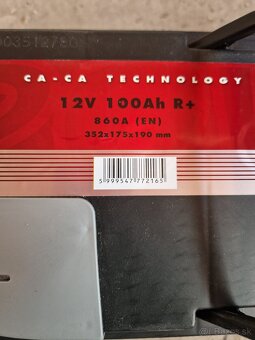 CA-CA TECHNOLOGY
12V 100Ah R+
860A (EN)
352x175x190 mm
5999547772165